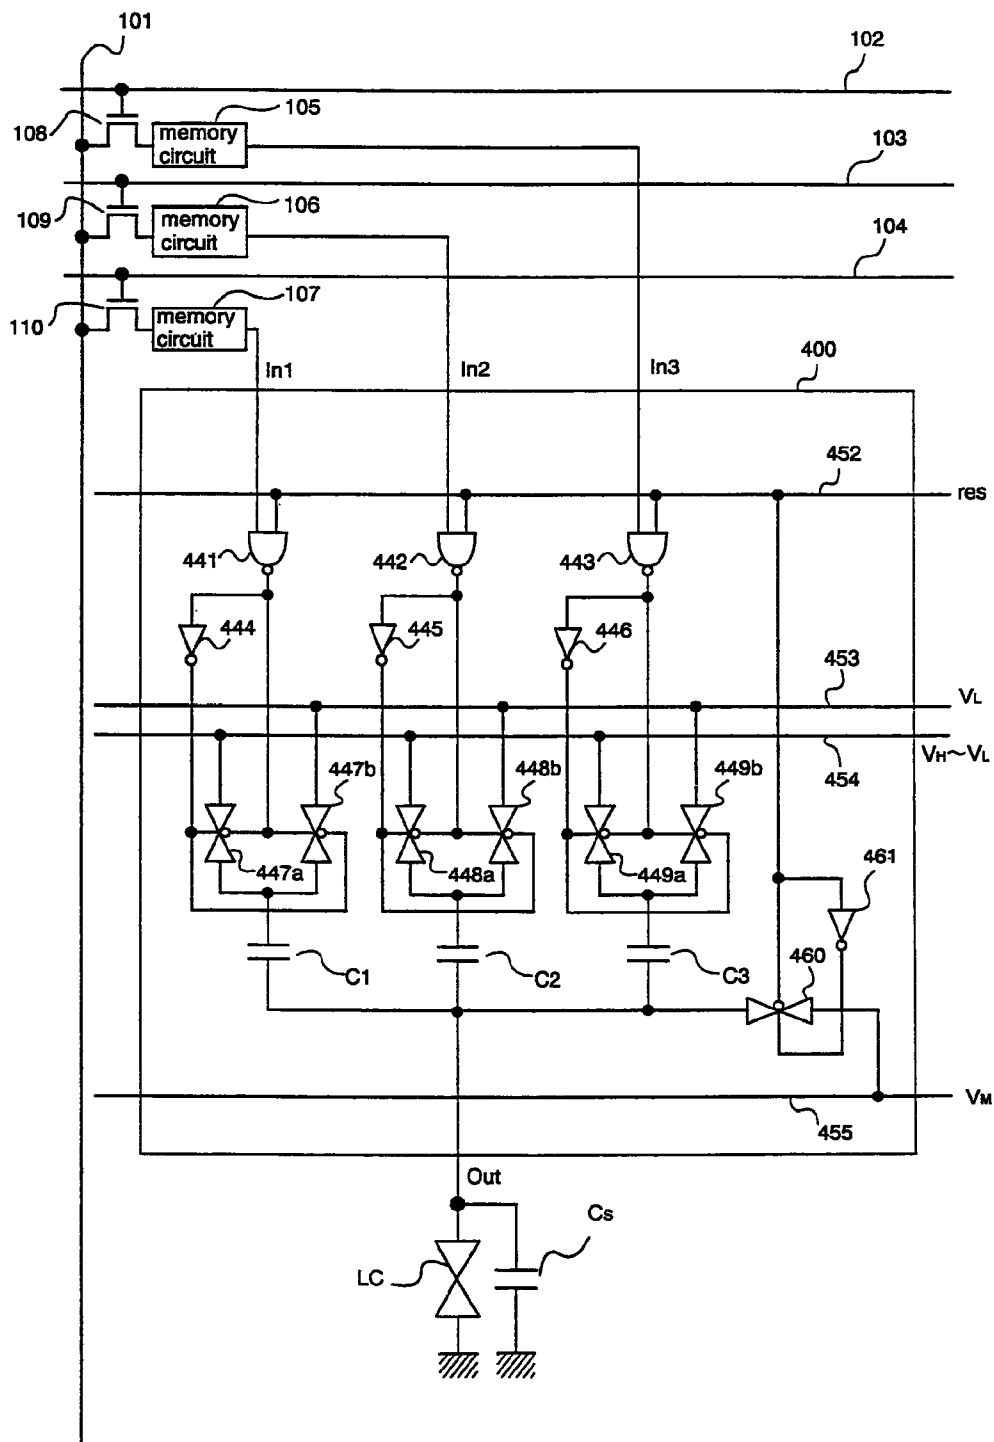 101
102
105
108
memory
circuit
103
106
109
memory
circuit
104
107
110
memory
circuit
In1
In2
In3
400
452
res
441
442
443
444
445
446
453
VL
VH~VL
454
447b
448b
449b
447a
448a
449a
461
460
C1
C2
C3
VM
455
Out
Cs
LC